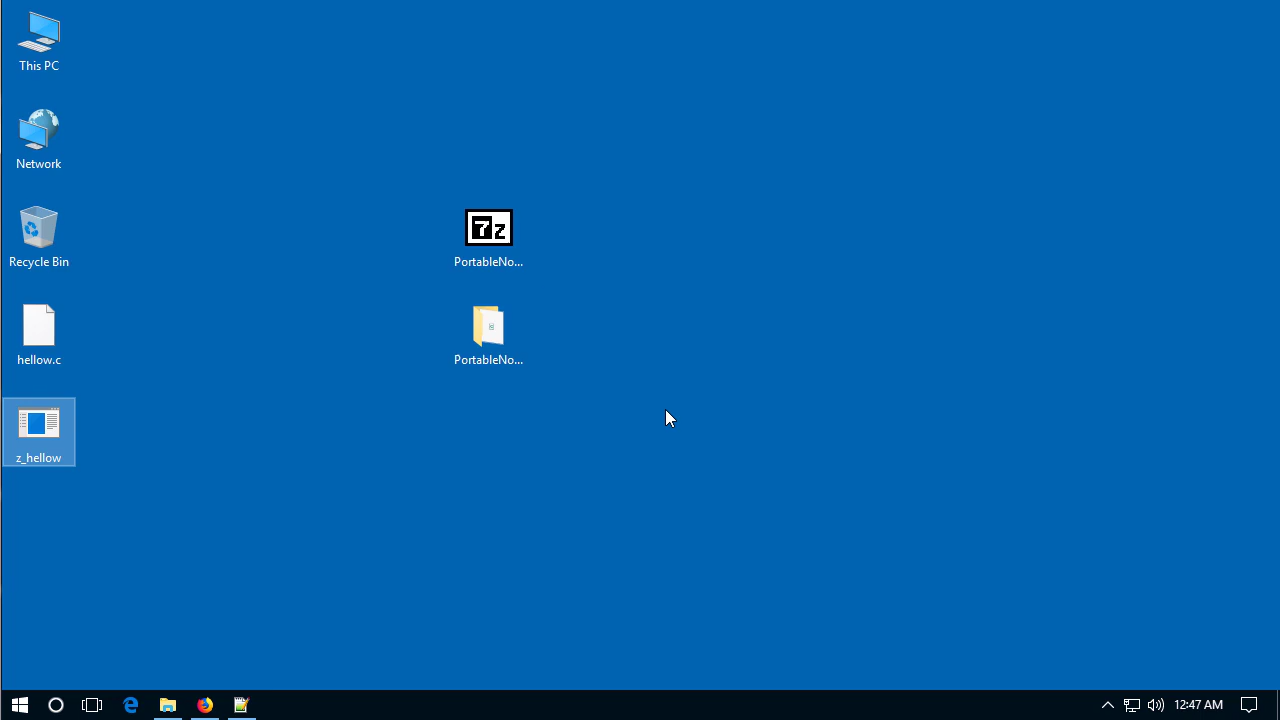 This PC
Network
Recycle Bin
hellow.c
z_hellow
7z
PortableNo...
PortableNo...
12:47 AM